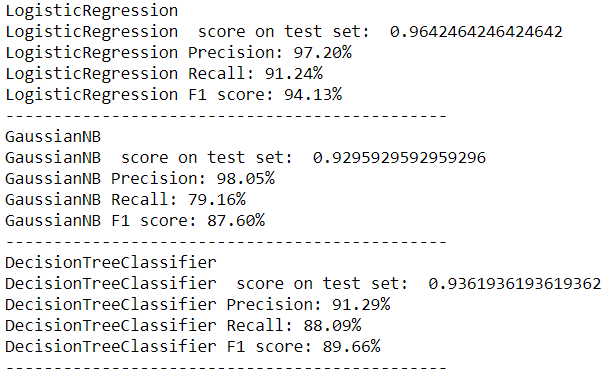 LogisticRegression
LogisticRegression  score on test set:  0.9642464246424642
LogisticRegression Precision: 97.20%
LogisticRegression Recall: 91.24%
LogisticRegression F1 score: 94.13%
---------------------------------------------
GaussianNB
GaussianNB  score on test set:  0.9295929592959296
GaussianNB Precision: 98.05%
GaussianNB Recall: 79.16%
GaussianNB F1 score: 87.60%
---------------------------------------------
DecisionTreeClassifier
DecisionTreeClassifier  score on test set:  0.9361936193619362
DecisionTreeClassifier Precision: 91.29%
DecisionTreeClassifier Recall: 88.09%
DecisionTreeClassifier F1 score: 89.66%
---------------------------------------------